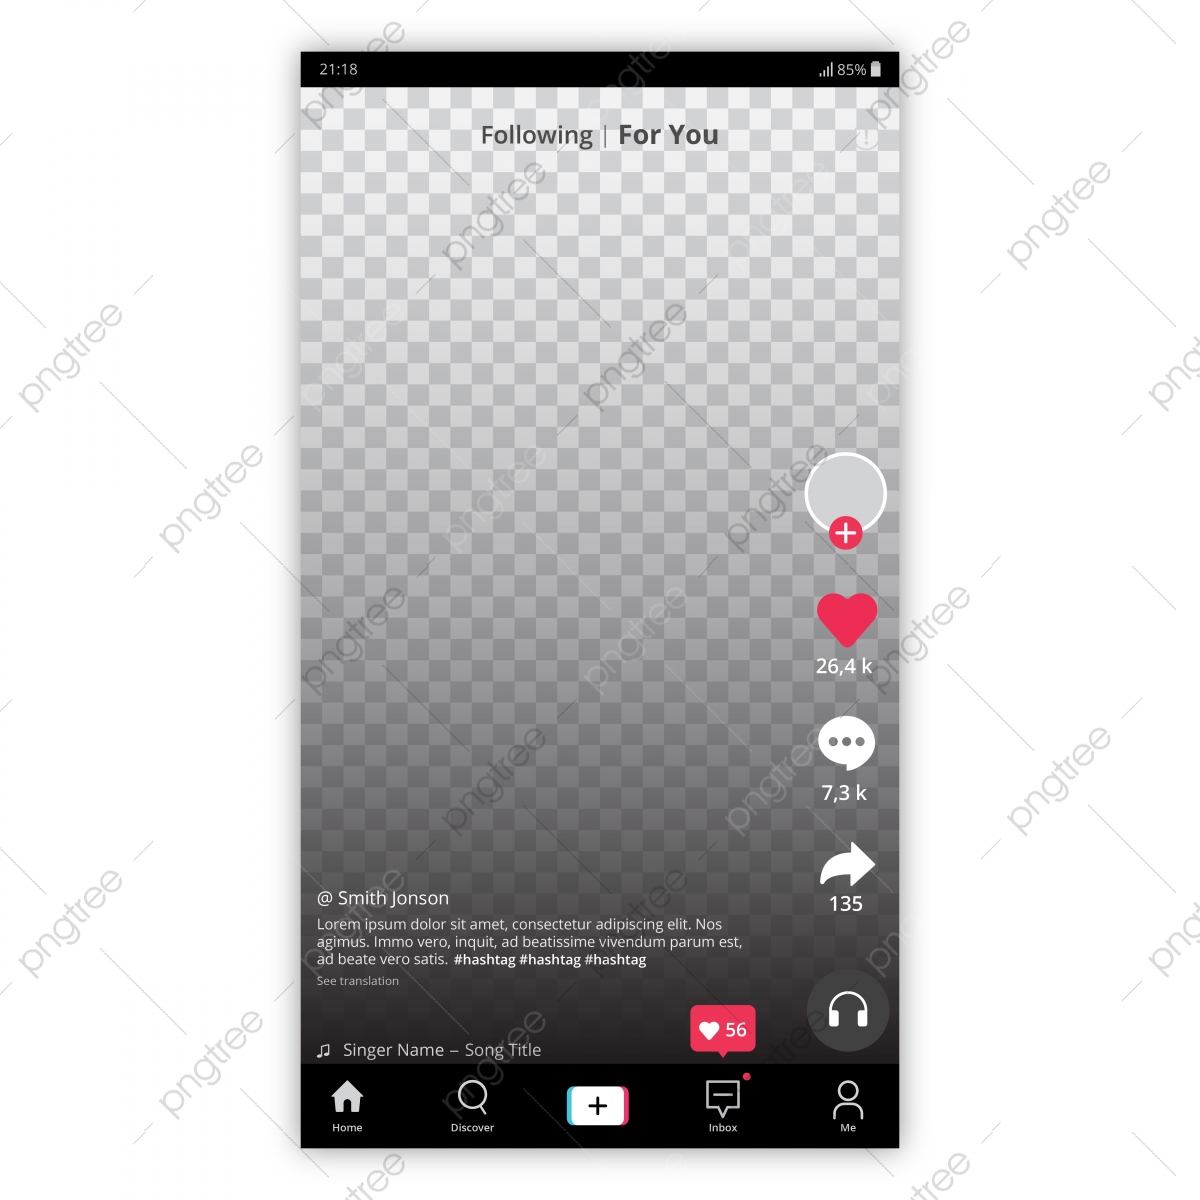 21:18
85%
Following | For You
26,4 k
7,3 k
135
@ Smith Jonson
Lorem ipsum dolor sit amet, consectetur adipiscing elit. Nos
agimus. Immo vero, inquit, ad beatissime vivendum parum est,
ad beate vero satis. #hashtag #hashtag #hashtag
See translation
56
Singer Name – Song Title
Home
Discover
+
Inbox
Me
pngtree